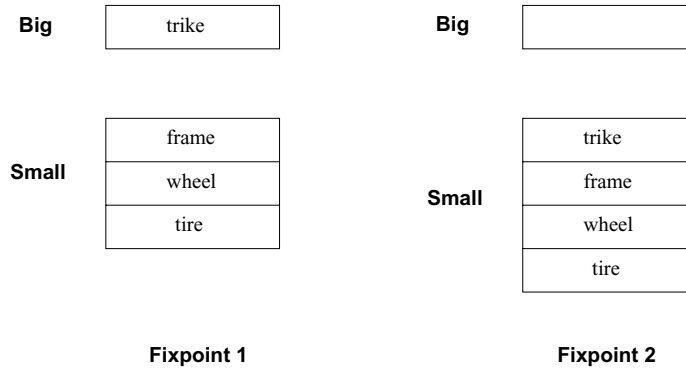 Big
trike
Small
frame
wheel
tire
Fixpoint 1
Big
Small
trike
frame
wheel
tire
Fixpoint 2